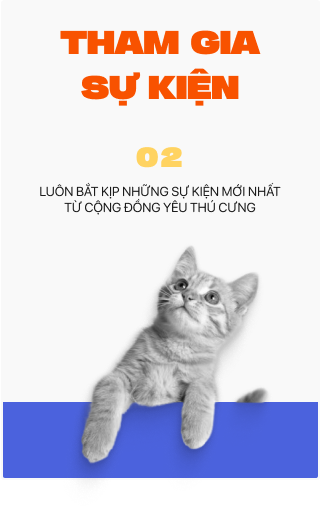 THAM GIA
SỰ KIỆN
02
LUÔN BẮT KỊP NHỮNG SỰ KIỆN MỚI NHẤT
TỪ CỘNG ĐỒNG YÊU THÚ CƯNG